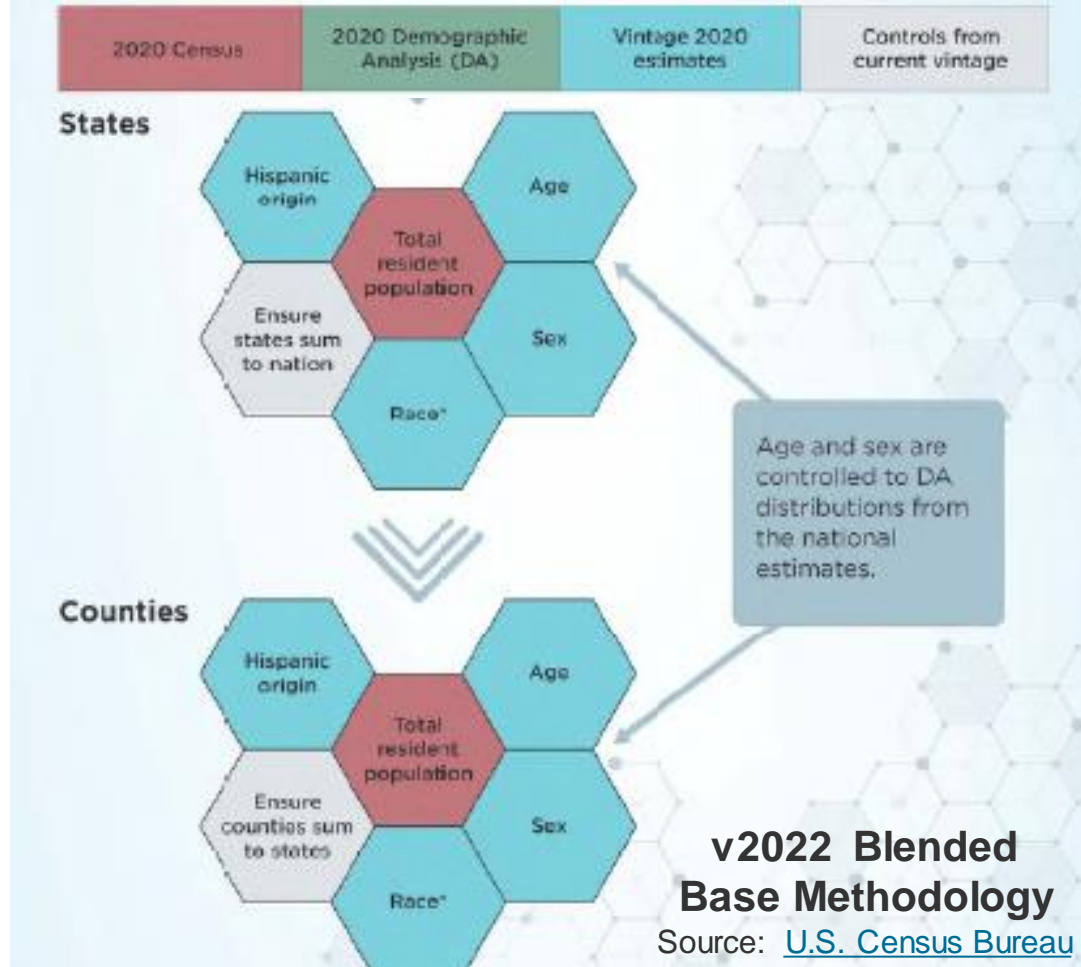 2020 Census
2020 Demographic
Analysis (DA)
Vintage 2020
estimates
Controls from
current vintage
States
Hispanic
origin
Age
Total
resident
population
Ensure
states sum
to nation
Sex
Race*
Age and sex are
controlled to DA
distributions from
the national
estimates.
Counties
Hispanic
origin
Age
Total
resident
population
Ensure
counties sum
to states
Sex
Race*
v2022 Blended
Base Methodology
Source: U.S. Census Bureau